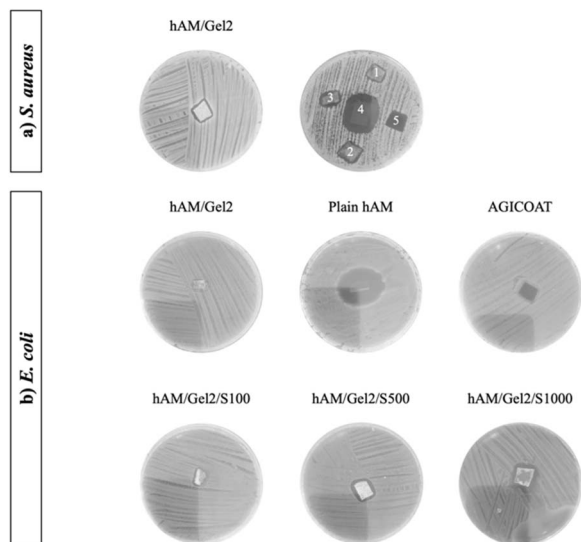 a) S. aureus
hAM/Gel2
1
3
4
5
2
b) E. coli
hAM/Gel2
Plain hAM
AGICOAT
hAM/Gel2/S100
hAM/Gel2/S500
hAM/Gel2/S1000